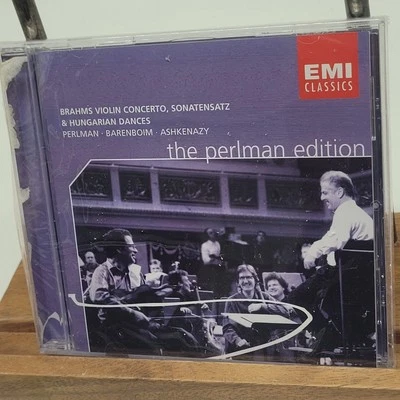 EMI
CLASSICS
BRAHMS VIOLIN CONCERTO, SONATENSATZ
& HUNGARIAN DANCES
PERLMAN · BARENBOIM · ASHKENAZY
the perlman edition